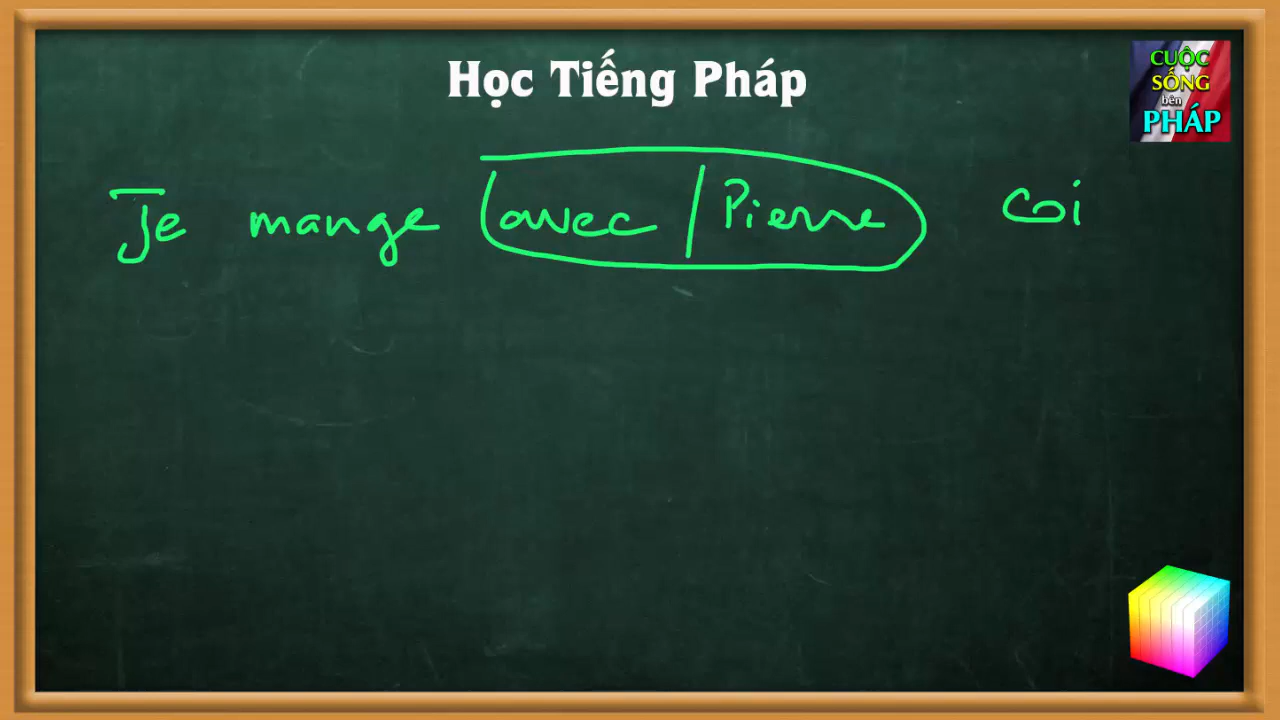 Học Tiếng Pháp
CUỘC
SỐNG
bên
PHÁP
Je mange avec / Pierre coi